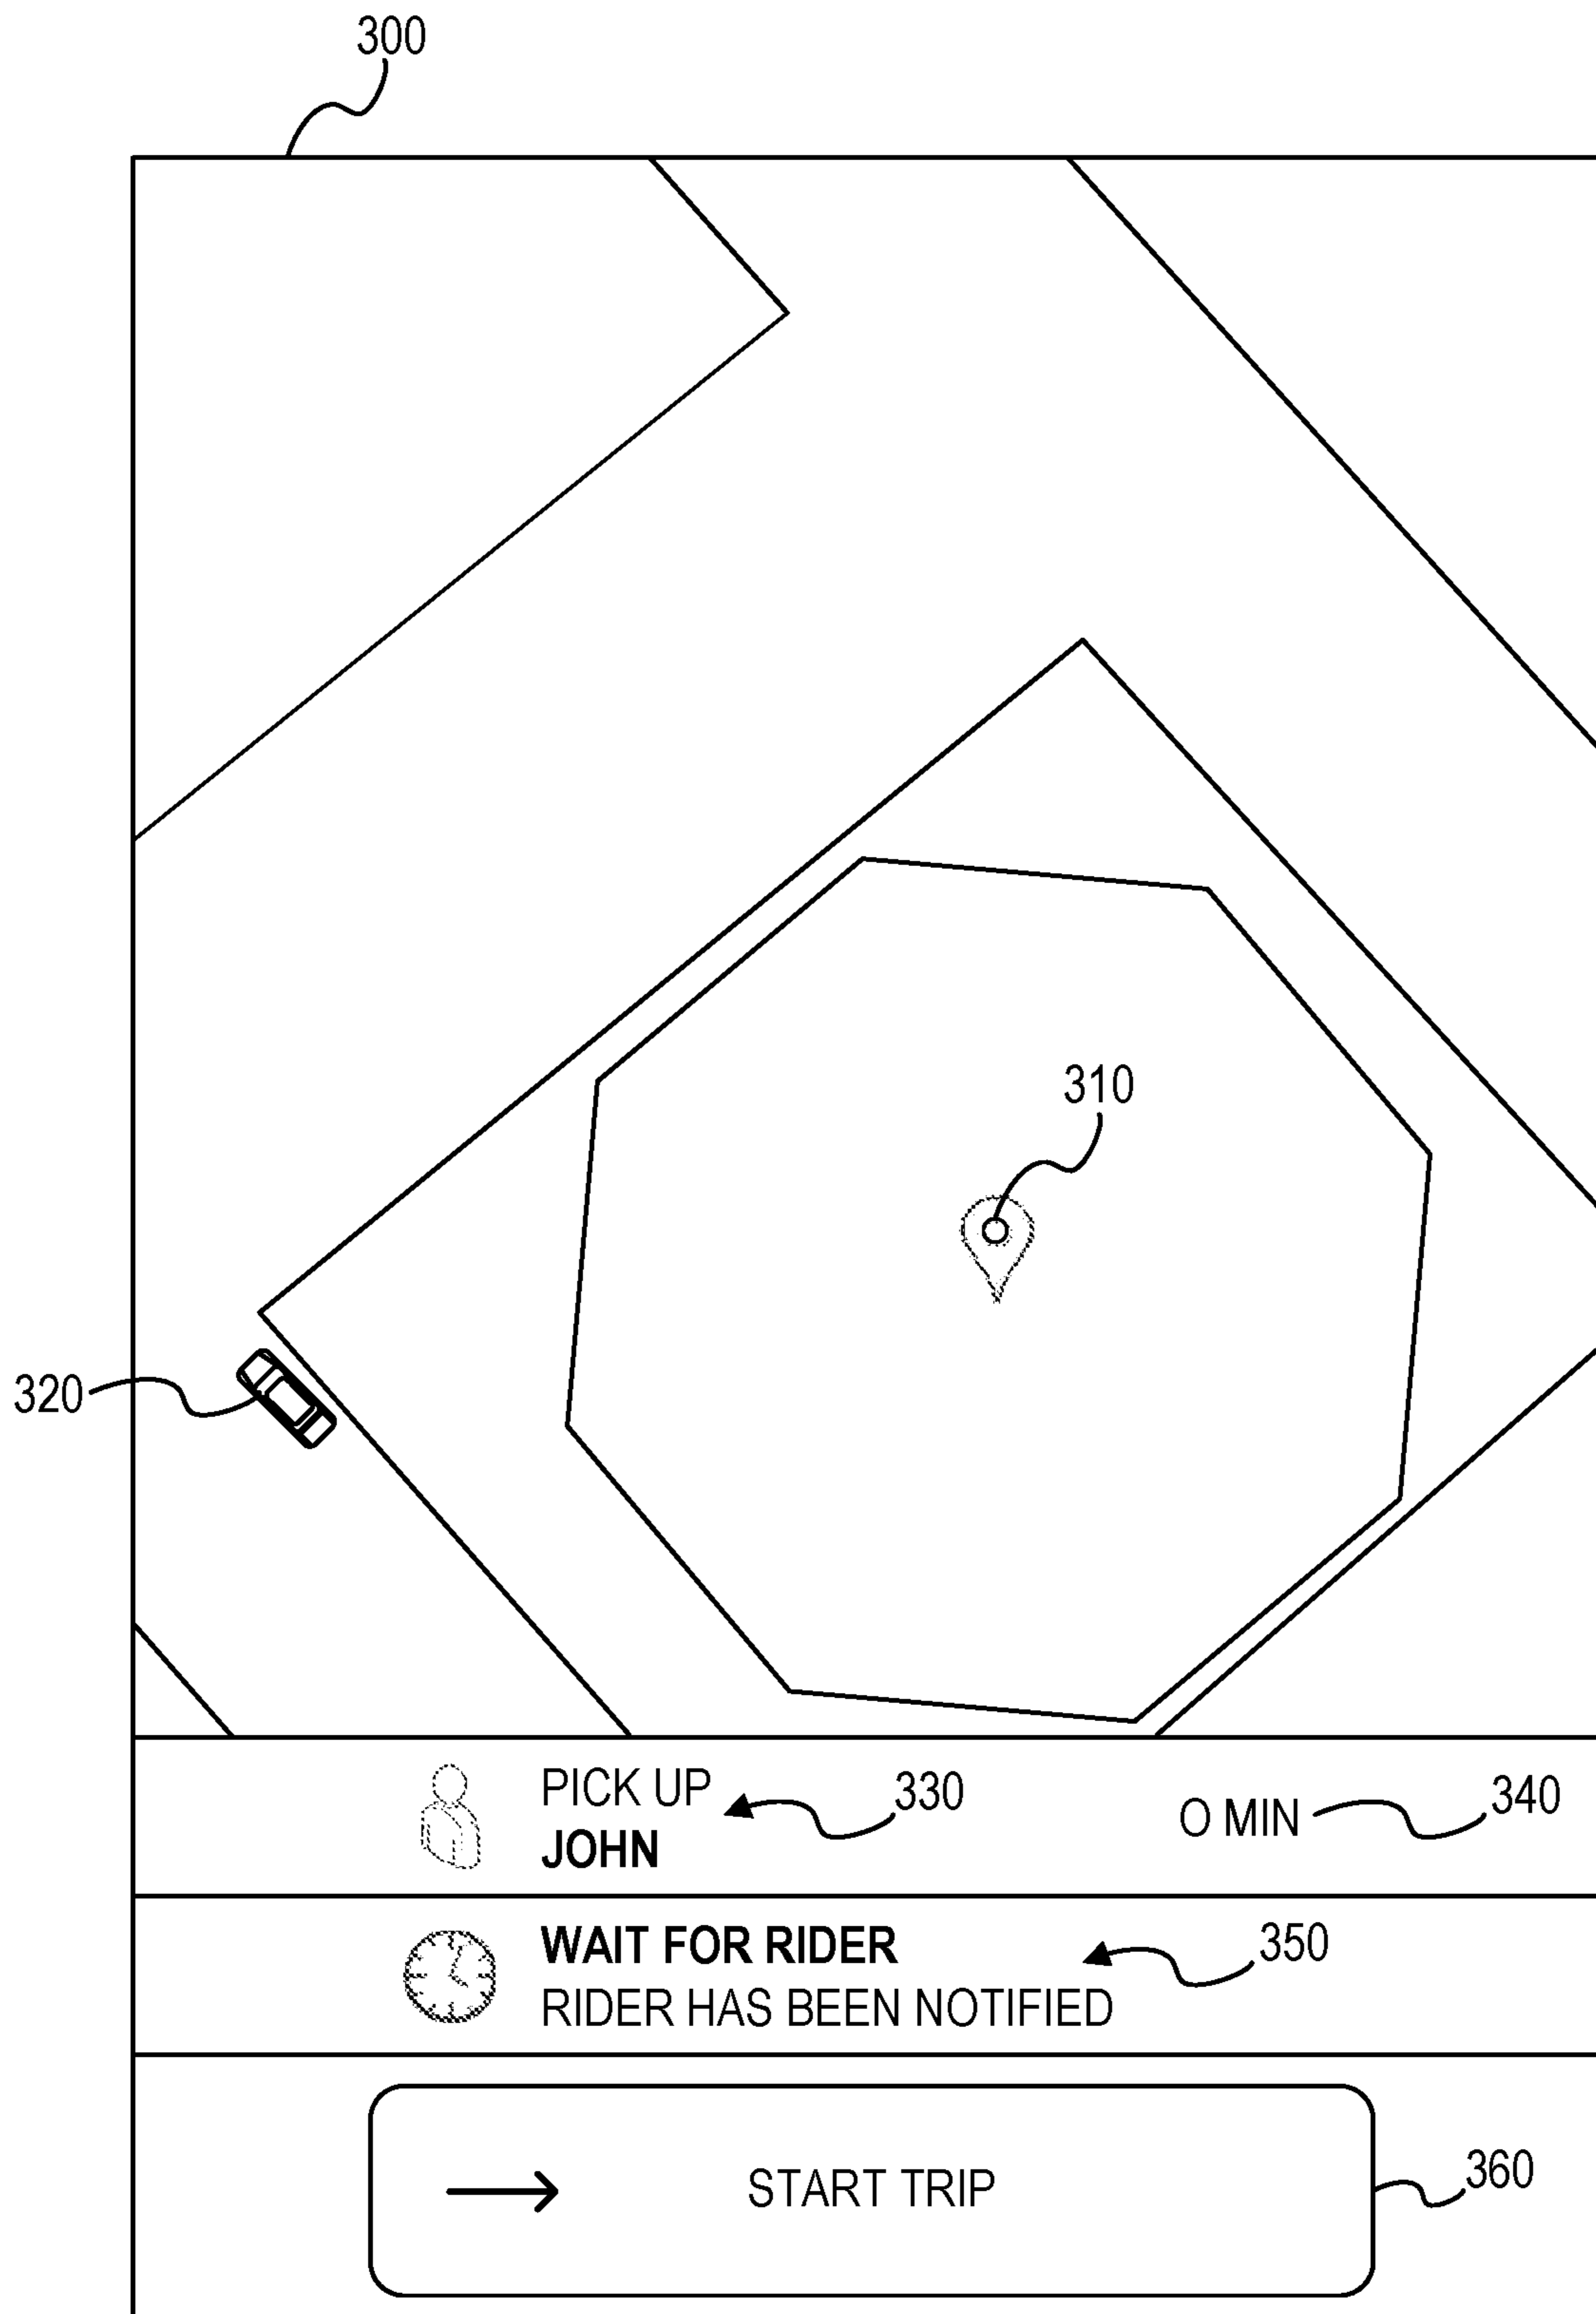 300
310
320
PICK UP
JOHN
330
O MIN
340
WAIT FOR RIDER
RIDER HAS BEEN NOTIFIED
350
START TRIP
360